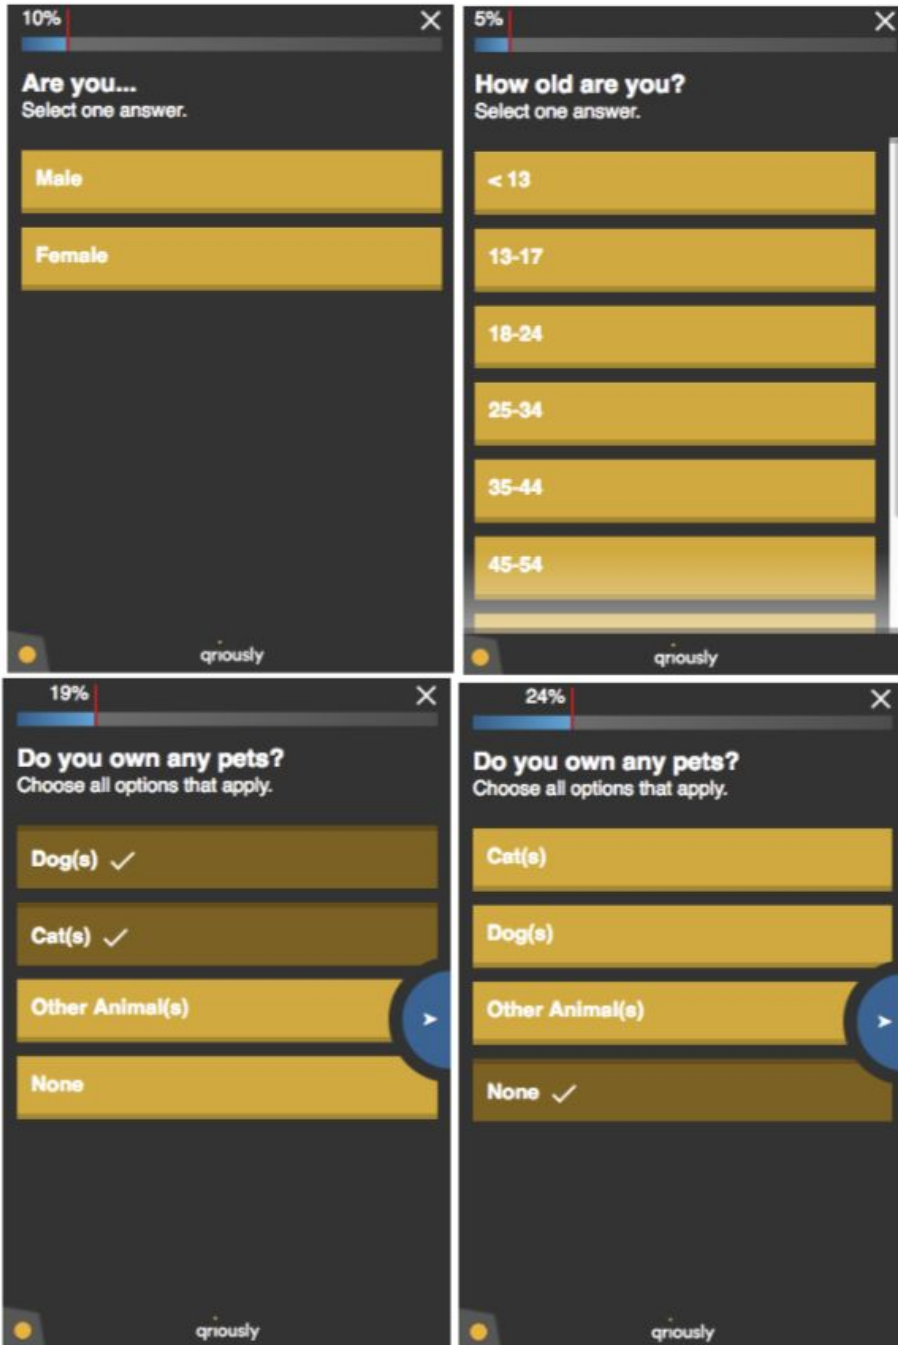 10%
Are you...
Select one answer.
Male
Female
qriously
5%
How old are you?
Select one answer.
< 13
13-17
18-24
25-34
35-44
45-54
qriously
19%
Do you own any pets?
Choose all options that apply.
Dog(s)
Cat(s)
Other Animal(s)
None
qriously
24%
Do you own any pets?
Choose all options that apply.
Cat(s)
Dog(s)
Other Animal(s)
None
qriously